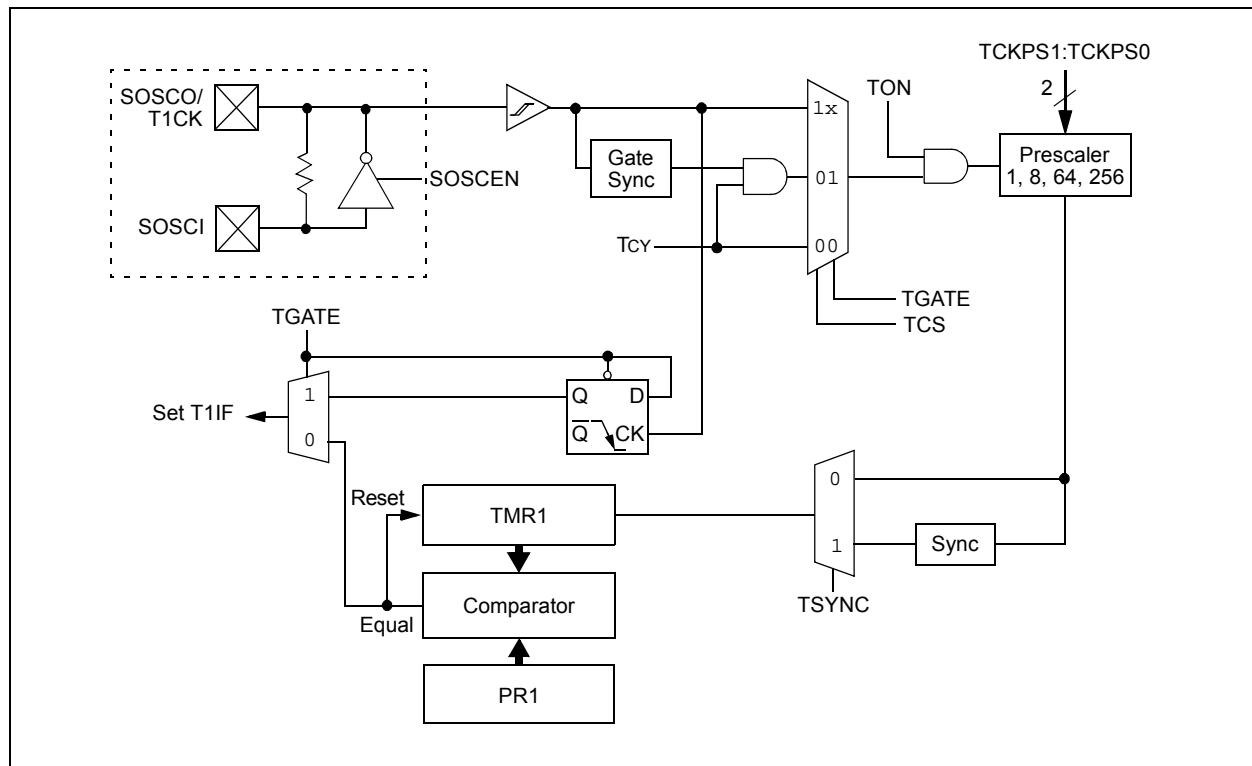 TCKPS1:TCKPS0
2
SOSCO/
T1CK
TON
1x
Gate
Sync
Prescaler
1, 8, 64, 256
SOSCEN
01
SOSCI
TCY
00
TGATE
TCS
TGATE
1
Q
D
Set T1IF
0
Q
CK
Reset
TMR1
0
1
Sync
Comparator
TSYNC
Equal
PR1